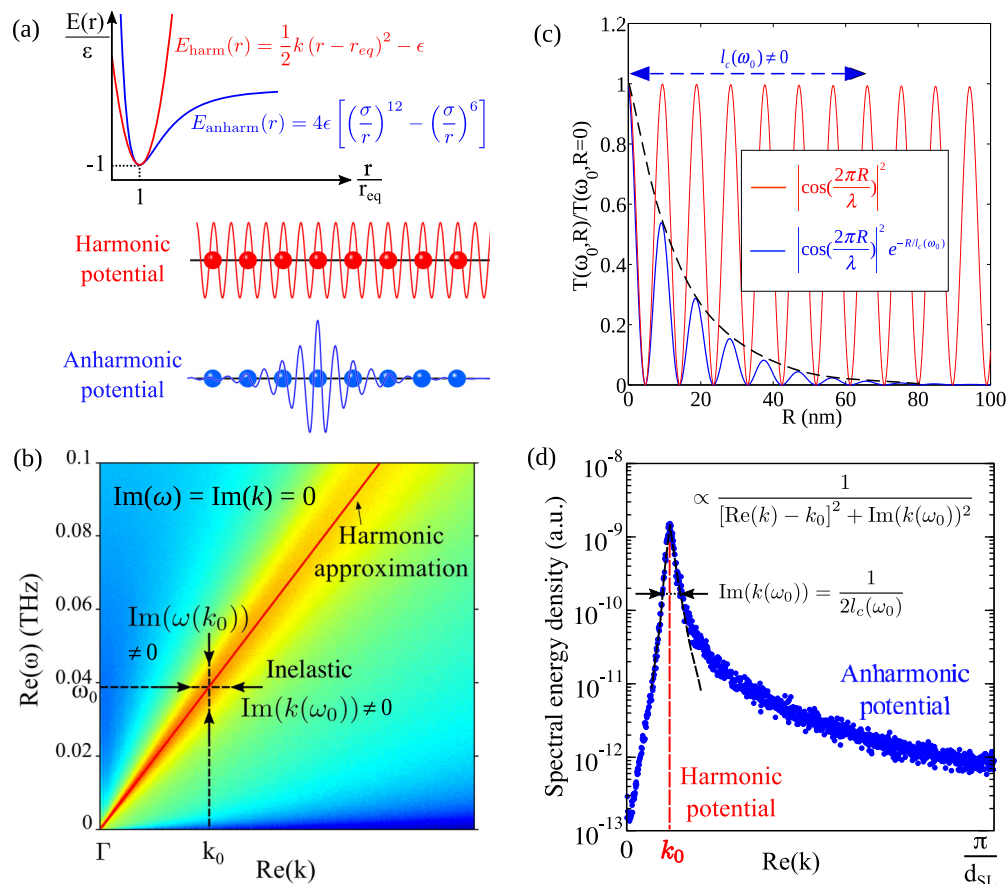 (a)
E(r)
ε
E_harm(r) = 1/2 k (r − r_eq)² − ϵ
E_anharm(r) = 4ϵ [(σ/r)^12 − (σ/r)^6]
-1
1
r
r_eq
Harmonic
potential
Anharmonic
potential
(b)
Re(ω) (THz)
0.1
0.08
0.06
0.04
0.02
0
ω₀
Im(ω) = Im(k) = 0
Harmonic
approximation
Im(ω(k₀))
≠0
Inelastic
Im(k(ω₀))≠0
Γ
k₀
Re(k)
(c)
T(ω₀,R)/T(ω₀,R=0)
l_c(ω₀)≠0
1
0.8
0.6
0.4
0.2
0
|cos(2πR/λ)|²
|cos(2πR/λ)|² e^{−R/l_c(ω₀)}
0 20 40 60 80 100
R (nm)
(d)
Spectral energy density (a.u.)
10^-8
10^-9
10^-10
10^-11
10^-12
10^-13
∝ 1/([Re(k) − k₀]² + Im(k(ω₀))²)
Im(k(ω₀)) = 1/(2l_c(ω₀))
Anharmonic
potential
Harmonic
potential
0
k₀
Re(k)
π
d_SL